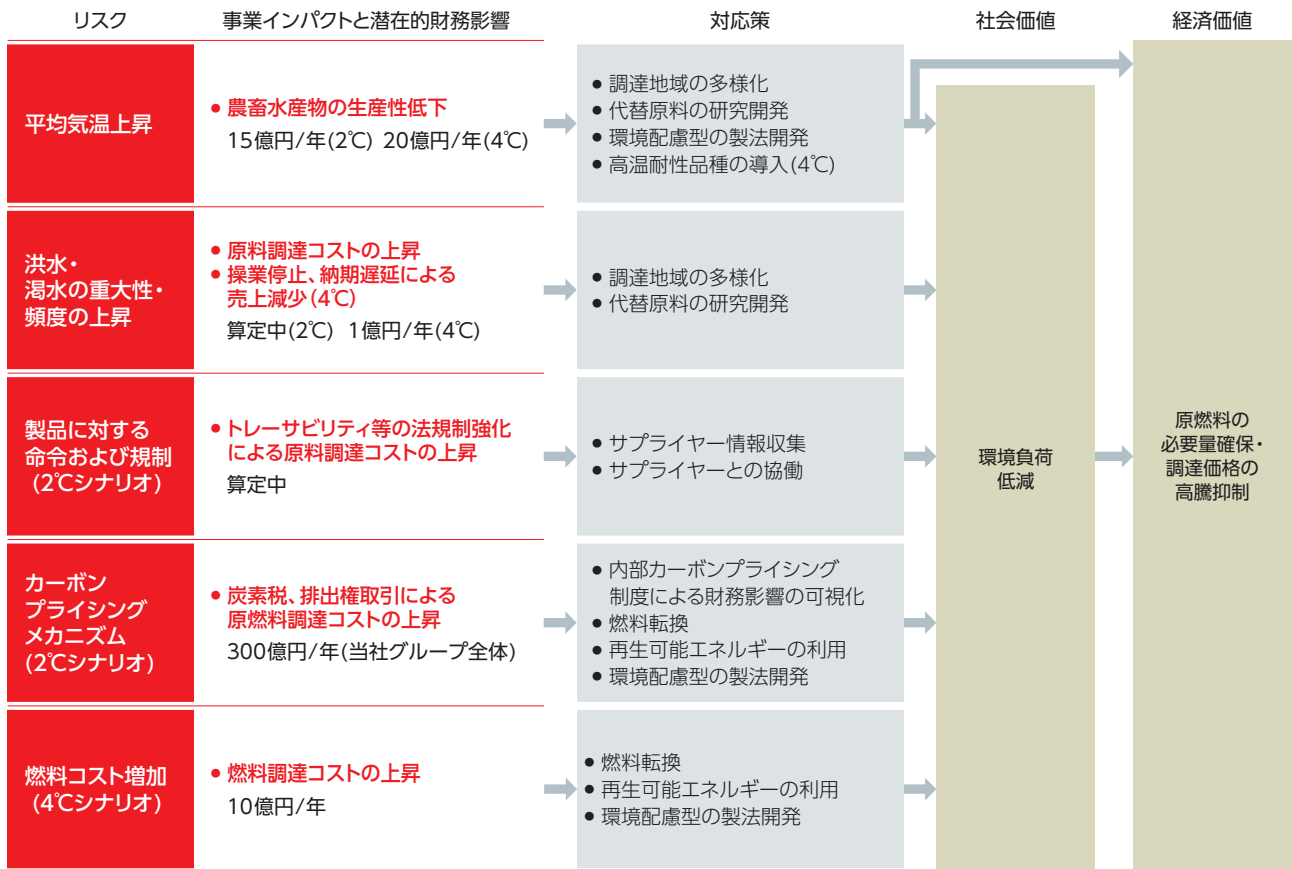 リスク
事業インパクトと潜在的財務影響
対応策
社会価値
経済価値
平均気温上昇
● 農畜水産物の生産性低下
15億円/年(2℃) 20億円/年(4℃)
● 調達地域の多様化
● 代替原料の研究開発
● 環境配慮型の製法開発
● 高温耐性品種の導入(4℃)
洪水・
渇水の重大性・
頻度の上昇
● 原料調達コストの上昇
● 操業停止、納期遅延による
売上減少(4℃)
算定中(2℃) 1億円/年(4℃)
● 調達地域の多様化
● 代替原料の研究開発
製品に対する
命令および規制
(2℃シナリオ)
● トレーサビリティ等の法規制強化
による原料調達コストの上昇
算定中
● サプライヤー情報収集
● サプライヤーとの協働
カーボン
プライシング
メカニズム
(2℃シナリオ)
● 炭素税、排出権取引による
原燃料調達コストの上昇
300億円/年(当社グループ全体)
● 内部カーボンプライシング
制度による財務影響の可視化
● 燃料転換
● 再生可能エネルギーの利用
● 環境配慮型の製法開発
燃料コスト増加
(4℃シナリオ)
● 燃料調達コストの上昇
10億円/年
● 燃料転換
● 再生可能エネルギーの利用
● 環境配慮型の製法開発
環境負荷
低減
原燃料の
必要量確保・
調達価格の
高騰抑制